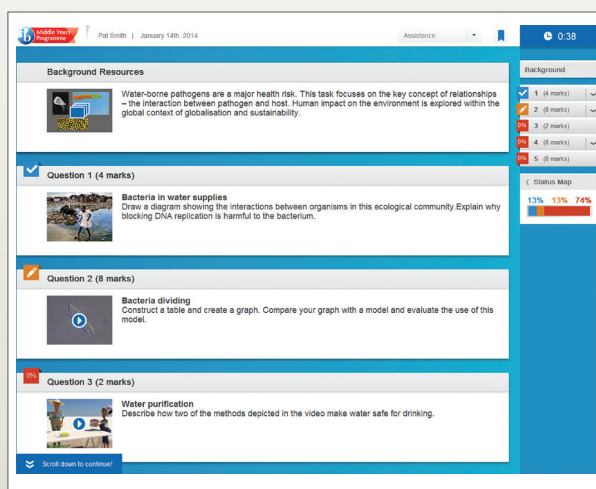 Middle Years
Programme
Pat Smith | January 14th, 2014
Assistance
0:38
Background Resources
Water-borne pathogens are a major health risk. This task focuses on the key concept of relationships
– the interaction between pathogen and host. Human impact on the environment is explored within the
global context of globalisation and sustainability.
Question 1 (4 marks)
Bacteria in water supplies
Draw a diagram showing the interactions between organisms in this ecological community.Explain why
blocking DNA replication is harmful to the bacterium.
Question 2 (8 marks)
Bacteria dividing
Construct a table and create a graph. Compare your graph with a model and evaluate the use of this
model.
0%
Question 3 (2 marks)
Water purification
Describe how two of the methods depicted in the video make water safe for drinking.
Scroll down to continue!
Background
1 (4 marks)
2 (8 marks)
0% 3 (2 marks)
0% 4 (8 marks)
0% 5 (8 marks)
Status Map
13% 13% 74%